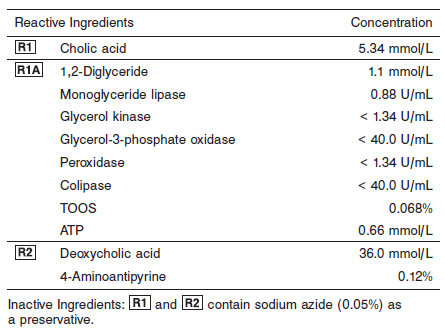 Reactive Ingredients Concentration
R1 Cholic acid 5.34 mmol/L
R1A 1,2-Diglyceride 1.1 mmol/L
Monoglyceride lipase 0.88 U/mL
Glycerol kinase < 1.34 U/mL
Glycerol-3-phosphate oxidase < 40.0 U/mL
Peroxidase < 1.34 U/mL
Colipase < 40.0 U/mL
TOOS 0.068%
ATP 0.66 mmol/L
R2 Deoxycholic acid 36.0 mmol/L
4-Aminoantipyrine 0.12%
Inactive Ingredients: R1 and R2 contain sodium azide (0.05%) as
a preservative.